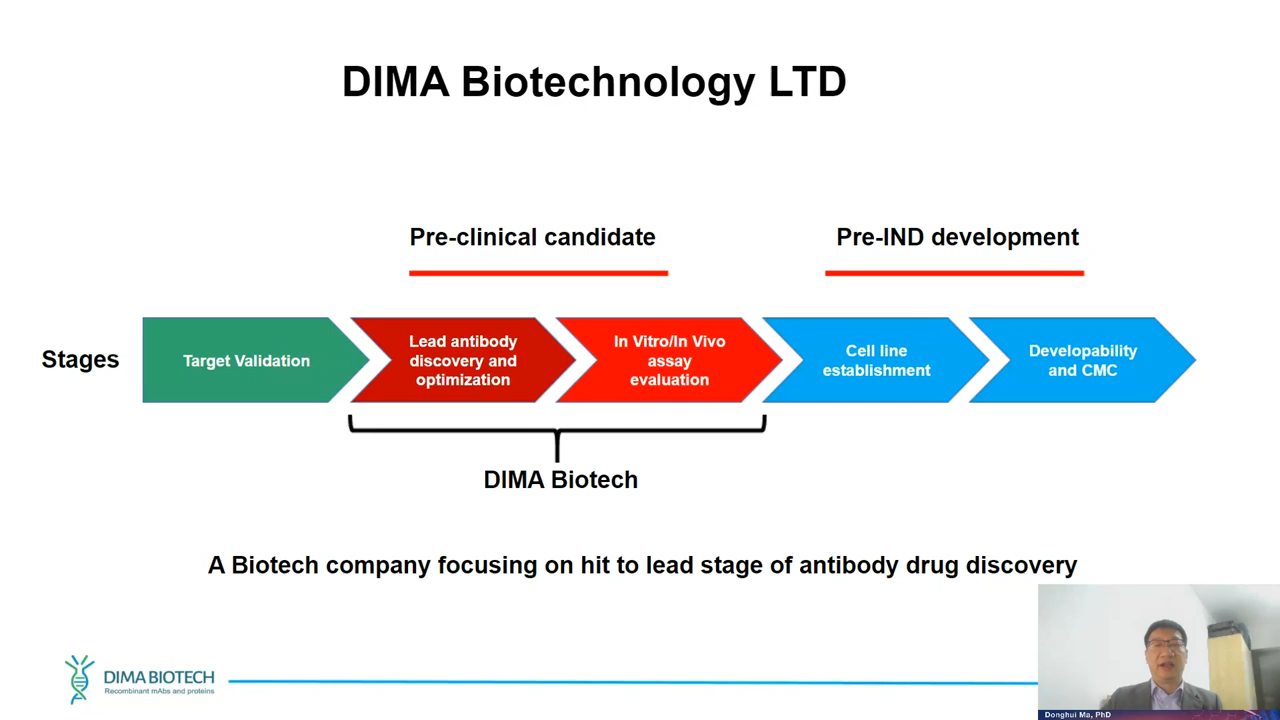 DIMA Biotechnology LTD
Pre-clinical candidate
Pre-IND development
Stages
Target Validation
Lead antibody
discovery and
optimization
In Vitro/In Vivo
assay
evaluation
Cell line
establishment
Developability
and CMC
DIMA Biotech
A Biotech company focusing on hit to lead stage of antibody drug discovery
DIMA BIOTECH
Recombinant mAbs and proteins
Donghui Ma, PhD